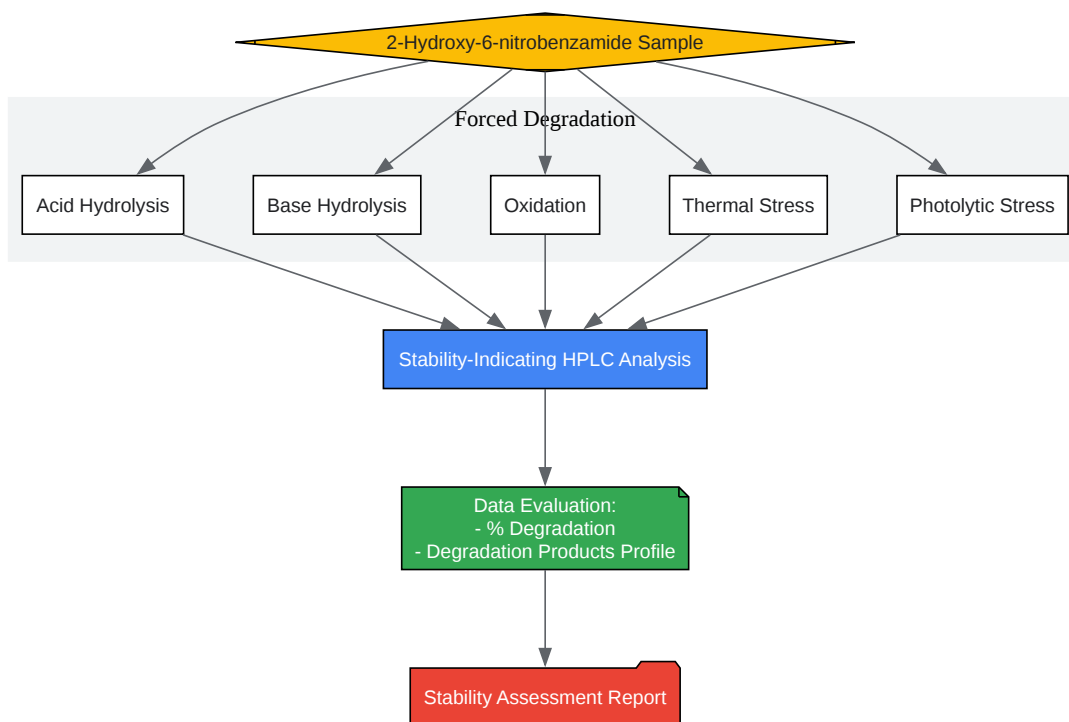 2-Hydroxy-6-nitrobenzamide Sample
Forced Degradation
Acid Hydrolysis
Base Hydrolysis
Oxidation
Thermal Stress
Photolytic Stress
Stability-Indicating HPLC Analysis
Data Evaluation:
- % Degradation
- Degradation Products Profile
Stability Assessment Report